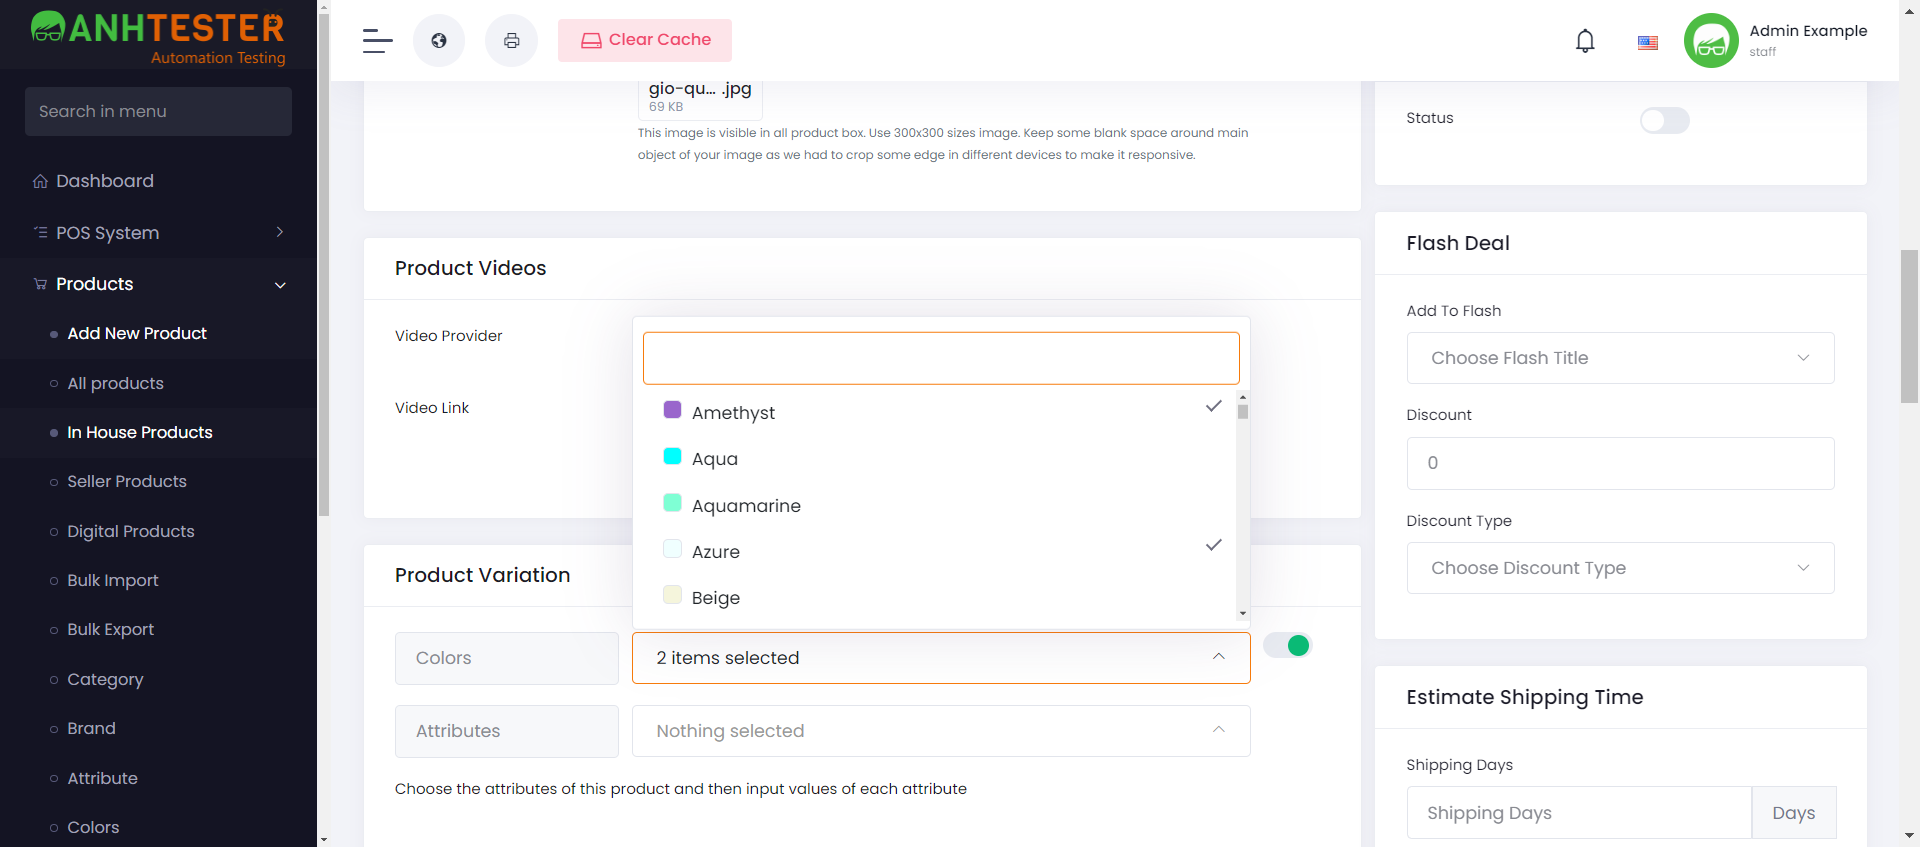 ANHTESTER
Automation Testing
Search in menu
Dashboard
POS System
Products
Add New Product
All products
In House Products
Seller Products
Digital Products
Bulk Import
Bulk Export
Category
Brand
Attribute
Colors
Clear Cache
Admin Example
staff
gio-qu... .jpg
69 KB
This image is visible in all product box. Use 300x300 sizes image. Keep some blank space around main
object of your image as we had to crop some edge in different devices to make it responsive.
Product Videos
Video Provider
Video Link
Amethyst
Aqua
Aquamarine
Azure
Beige
Product Variation
Colors
2 items selected
Attributes
Nothing selected
Choose the attributes of this product and then input values of each attribute
Status
Flash Deal
Add To Flash
Choose Flash Title
Discount
0
Discount Type
Choose Discount Type
Estimate Shipping Time
Shipping Days
Shipping Days
Days